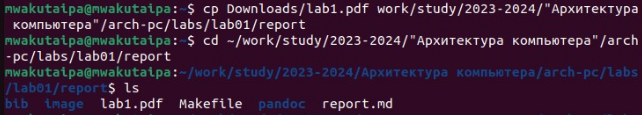 mwakutaipa@mwakutaipa:~$ cp Downloads/lab1.pdf work/study/2023-2024/"Архитектура
 компьютера"/arch-pc/labs/lab01/report
mwakutaipa@mwakutaipa:~$ cd ~/work/study/2023-2024/"Архитектура компьютера"/arch
-pc/labs/lab01/report
mwakutaipa@mwakutaipa:~/work/study/2023-2024/Архитектура компьютера/arch-pc/labs
/lab01/report$ ls
bib  image  lab1.pdf  Makefile  pandoc  report.md